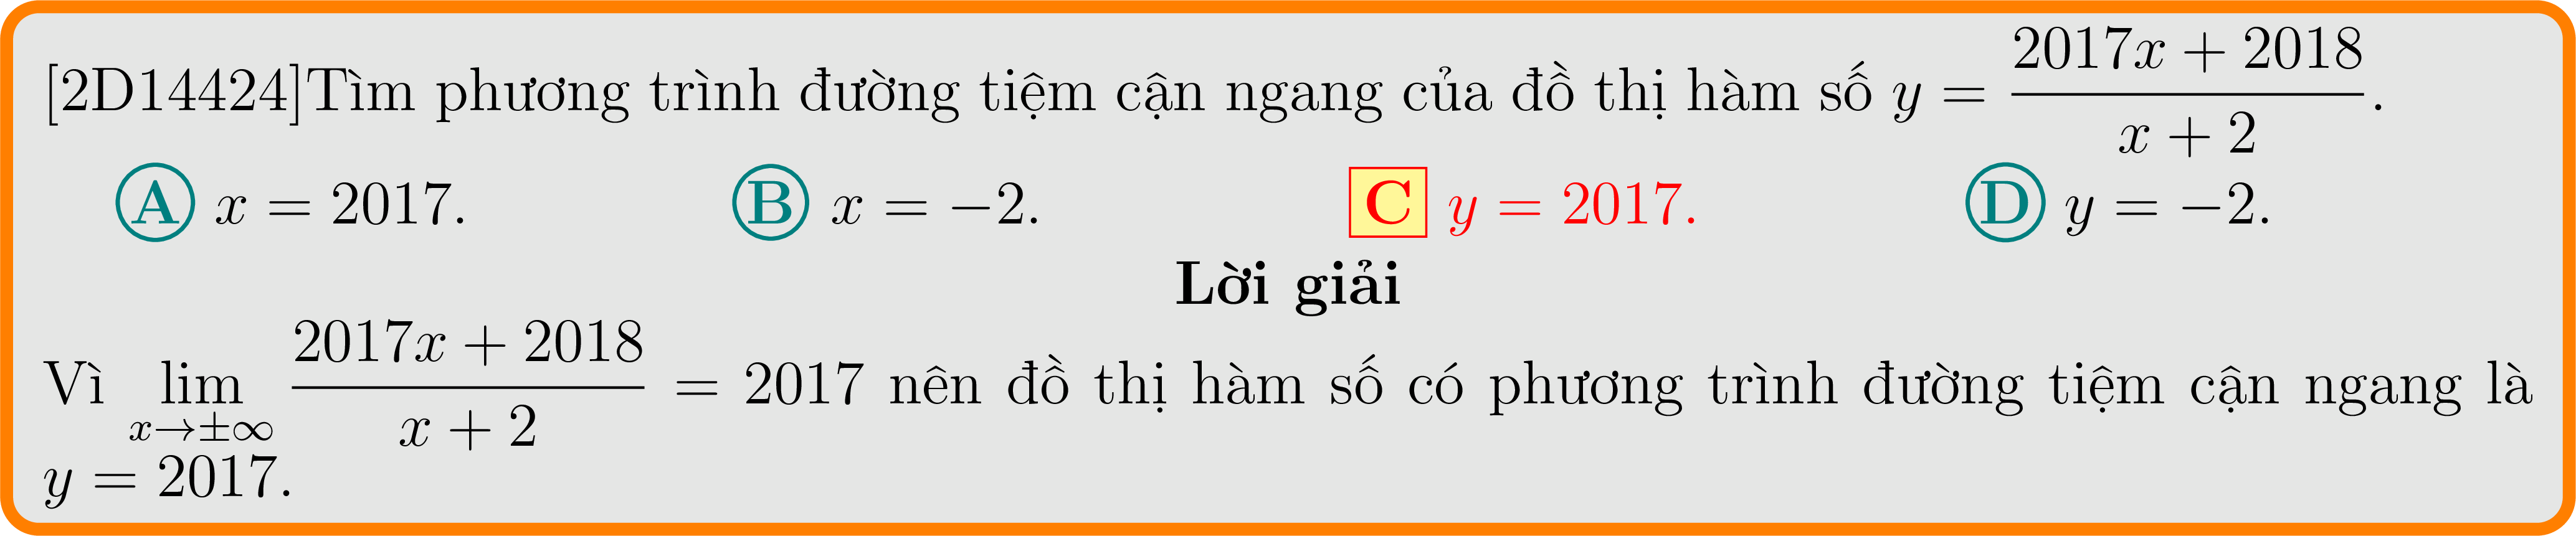 [2D14424]Tìm phương trình đường tiệm cận ngang của đồ thị hàm số $y = \dfrac{2017x + 2018}{x + 2}$.
A x = 2017. B x = −2. C y = 2017. D y = −2.
Lời giải
Vì $\lim\limits_{x \to \pm\infty} \dfrac{2017x + 2018}{x + 2} = 2017$ nên đồ thị hàm số có phương trình đường tiệm cận ngang là
y = 2017.